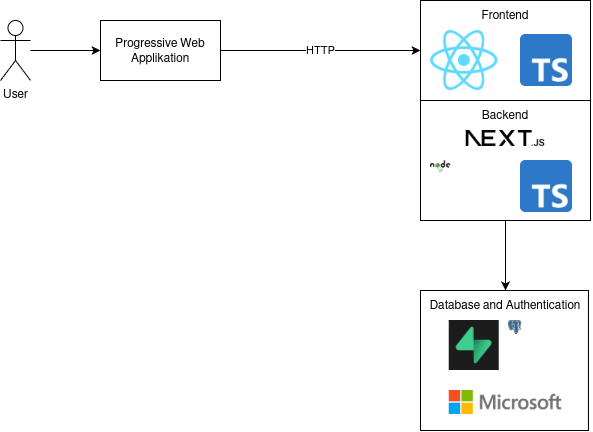 User
Progressive Web
Applikation
HTTP
Frontend
TS
Backend
NEXT.JS
node
TS
Database and Authentication
Microsoft